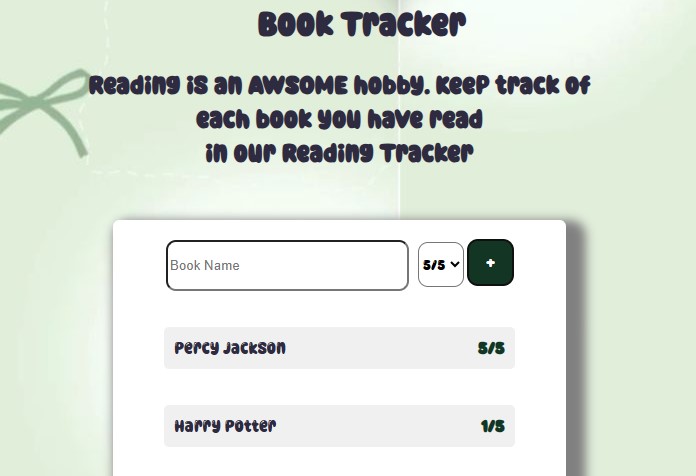 Book Tracker
Reading is an AWSOME hobby. Keep track of
each book you have read
in our Reading Tracker
Book Name 5/5 +
Percy Jackson 5/5
Harry Potter 1/5